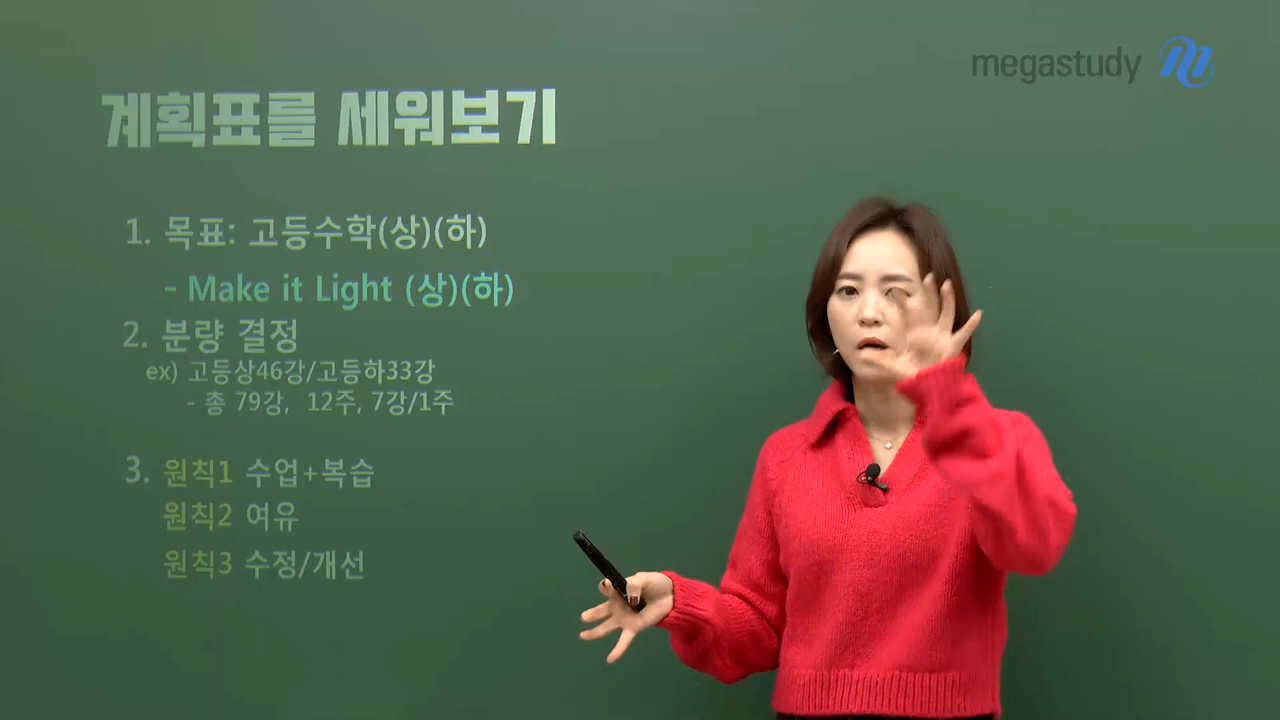 megastudy
계획표를 세워보기
1. 목표: 고등수학(상)(하)
- Make it Light (상)(하)
2. 분량 결정
ex) 고등상46강/고등하33강
- 총 79강, 12주, 7강/1주
3. 원칙1 수업+복습
원칙2 여유
원칙3 수정/개선